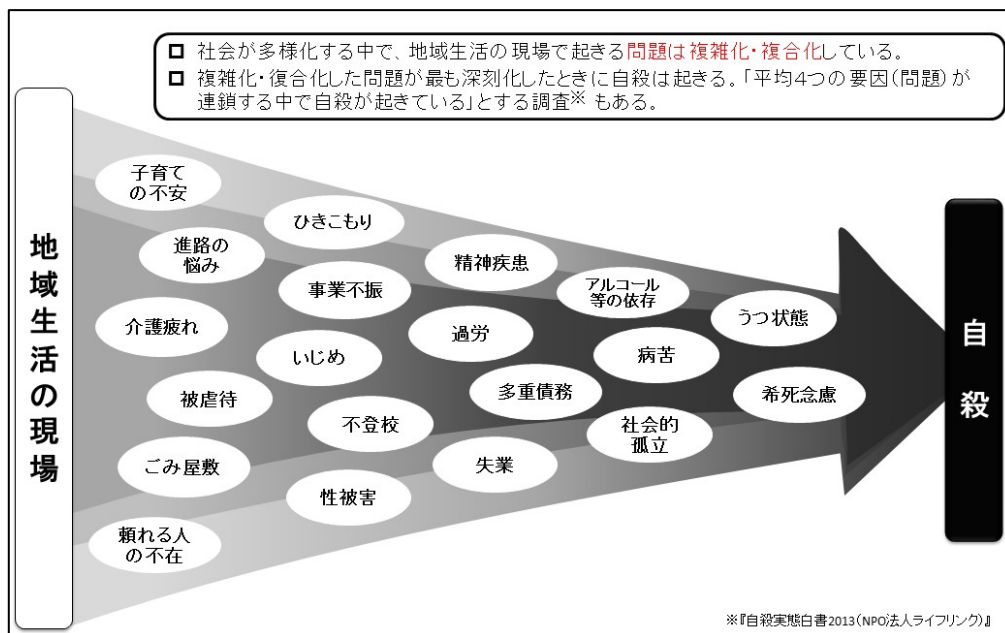 □ 社会が多様化する中で、地域生活の現場で起きる問題は複雑化・複合化している。
□ 複雑化・復合化した問題が最も深刻化したときに自殺は起きる。「平均4つの要因(問題)が
連鎖する中で自殺が起きている」とする調査※ もある。
地域生活の現場
子育て
の不安
進路の
悩み
介護疲れ
被虐待
ごみ屋敷
頼れる人
の不在
ひきこもり
事業不振
いじめ
不登校
性被害
精神疾患
過労
多重債務
失業
アルコール
等の依存
病苦
社会的
孤立
うつ状態
希死念慮
自殺
※『自殺実態白書2013(NPO法人ライフリンク)』